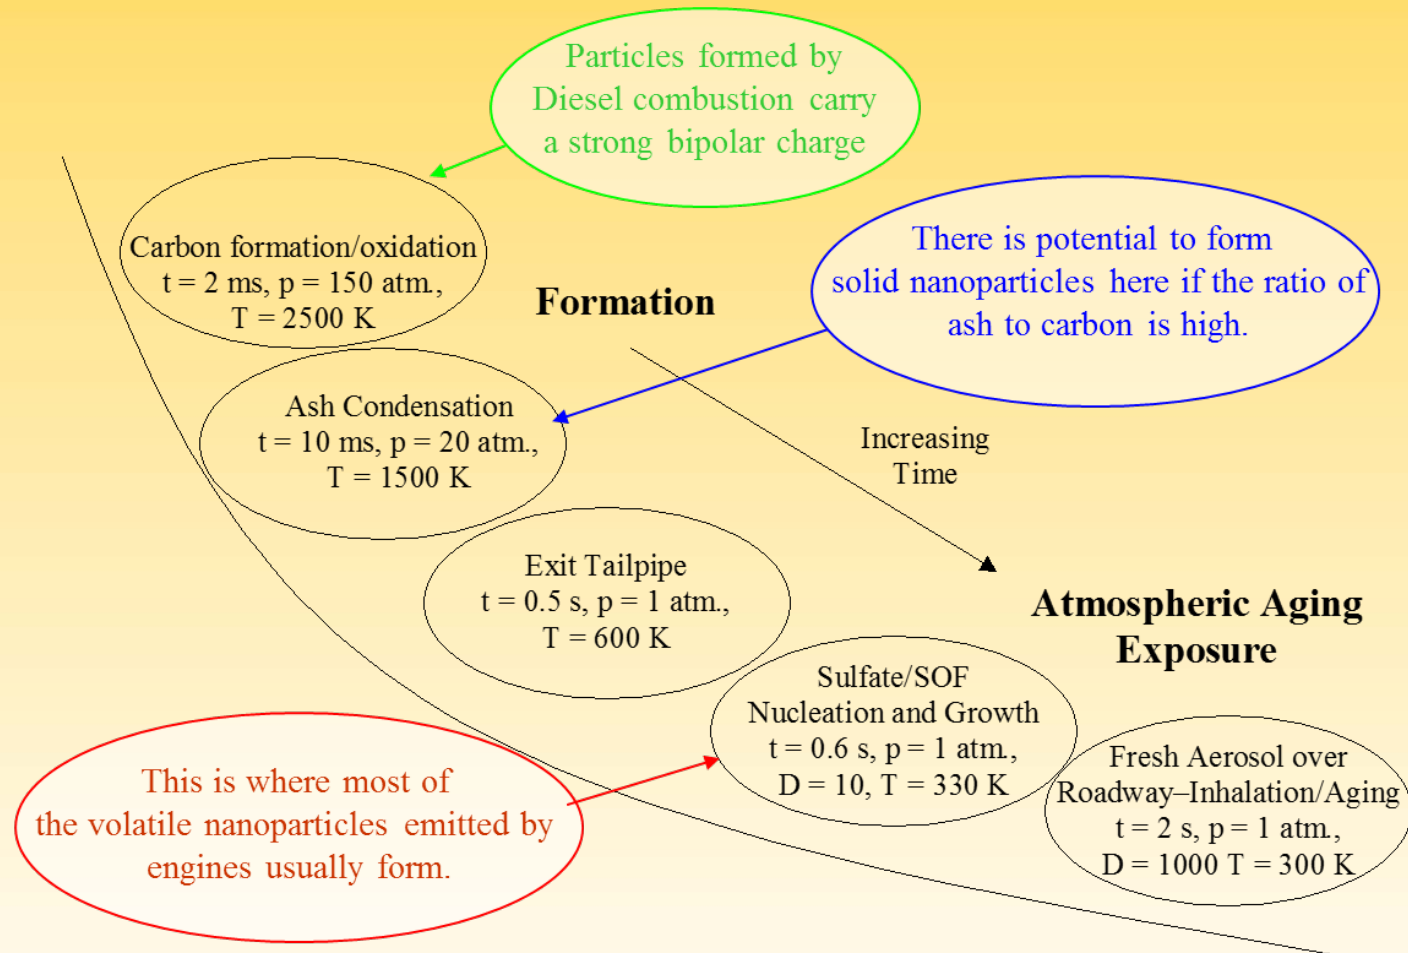 Particles formed by
Diesel combustion carry
a strong bipolar charge
Carbon formation/oxidation
t = 2 ms, p = 150 atm.,
T = 2500 K
There is potential to form
solid nanoparticles here if the ratio of
ash to carbon is high.
Formation
Ash Condensation
t = 10 ms, p = 20 atm.,
T = 1500 K
Increasing
Time
Exit Tailpipe
t = 0.5 s, p = 1 atm.,
T = 600 K
Atmospheric Aging
Exposure
Sulfate/SOF
Nucleation and Growth
t = 0.6 s, p = 1 atm.,
D = 10, T = 330 K
Fresh Aerosol over
Roadway–Inhalation/Aging
t = 2 s, p = 1 atm.,
D = 1000 T = 300 K
This is where most of
the volatile nanoparticles emitted by
engines usually form.